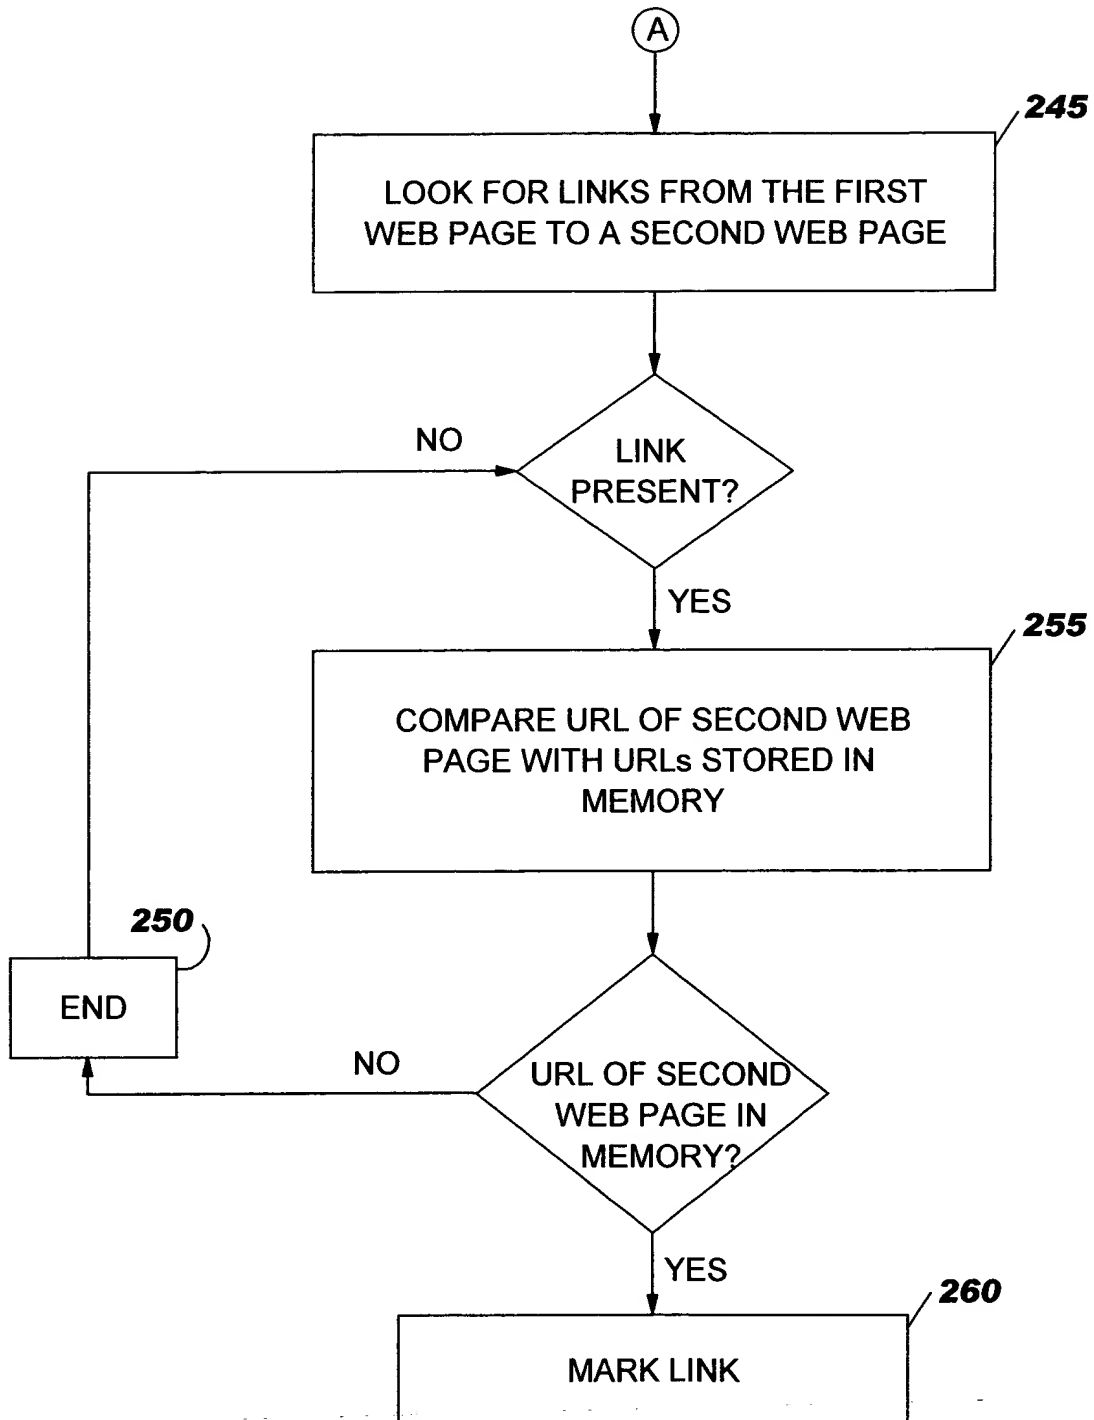 A
245
LOOK FOR LINKS FROM THE FIRST
WEB PAGE TO A SECOND WEB PAGE
NO
LINK
PRESENT?
YES
255
COMPARE URL OF SECOND WEB
PAGE WITH URLs STORED IN
MEMORY
250
END
NO
URL OF SECOND
WEB PAGE IN
MEMORY?
YES
260
MARK LINK